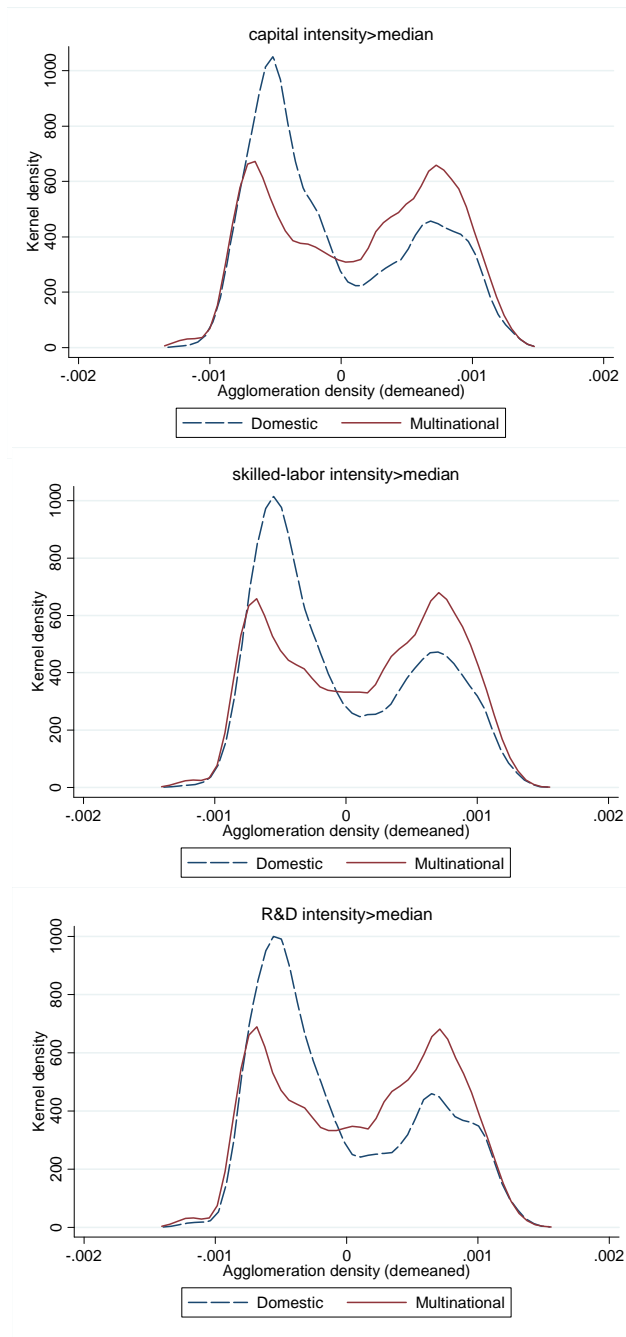 capital intensity>median
Kernel density
1000
800
600
400
200
0
-.002 -.001 0 .001 .002
Agglomeration density (demeaned)
Domestic Multinational
skilled-labor intensity>median
Kernel density
1000
800
600
400
200
0
-.002 -.001 0 .001 .002
Agglomeration density (demeaned)
Domestic Multinational
R&D intensity>median
Kernel density
1000
800
600
400
200
0
-.002 -.001 0 .001 .002
Agglomeration density (demeaned)
Domestic Multinational